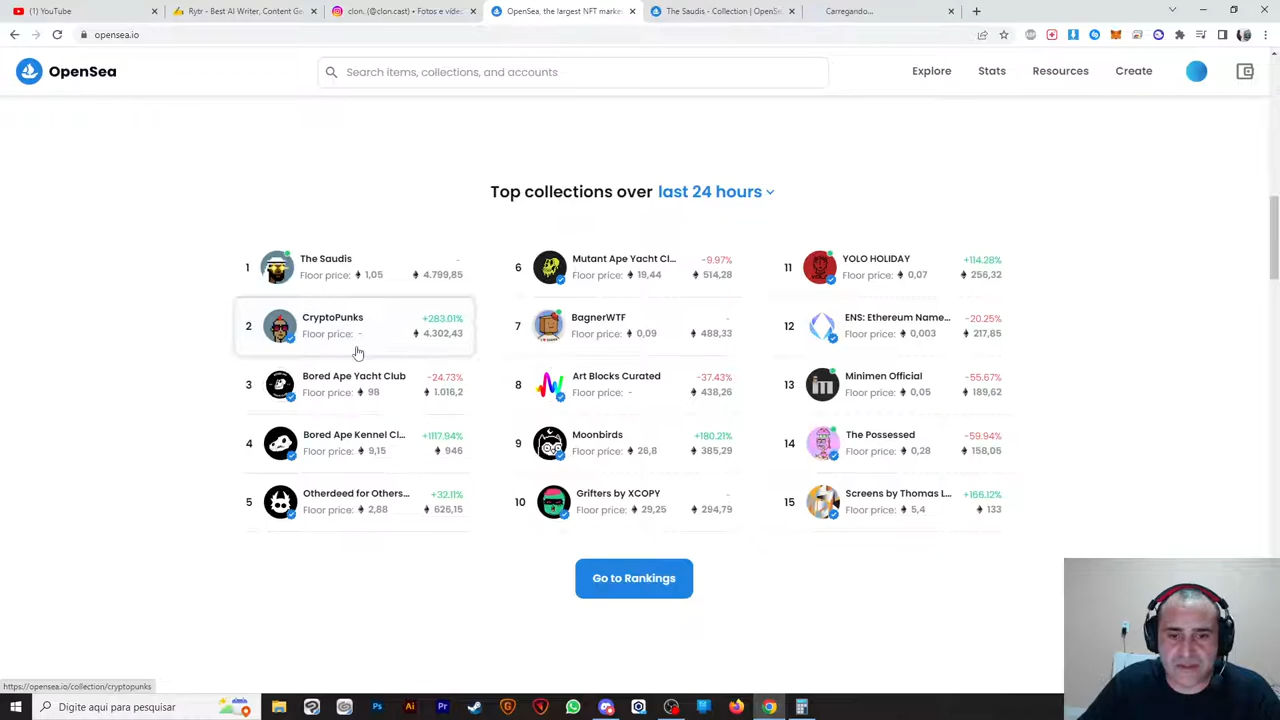 YouTube
Rytr - Best AI Writer, Content Ge
clon. (@clon.cast) • Fotos e vídeo
OpenSea, the largest NFT marke
The Saudis - Collection | OpenSe
Carregando...
opensea.io
OpenSea
Search items, collections, and accounts
Explore
Stats
Resources
Create
Top collections over last 24 hours
1
The Saudis
-
Floor price: 1,05
4.799,85
2
CryptoPunks
+283.01%
Floor price: -
4.302,43
3
Bored Ape Yacht Club
-24.73%
Floor price: 98
1.016,2
4
Bored Ape Kennel Cl...
+1117.94%
Floor price: 9,15
946
5
Otherdeed for Others...
+32.11%
Floor price: 2,88
626,15
6
Mutant Ape Yacht Cl...
-9.97%
Floor price: 19,44
514,28
7
BagnerWTF
-
Floor price: 0,09
488,33
8
Art Blocks Curated
-37.43%
Floor price: -
438,26
9
Moonbirds
+180.21%
Floor price: 28,8
385,29
10
Grifters by XCOPY
-
Floor price: 29,25
294,79
11
YOLO HOLIDAY
+114.28%
Floor price: 0,07
256,32
12
ENS: Ethereum Name...
-20.25%
Floor price: 0,003
217,85
13
Minimen Official
-55.67%
Floor price: 0,05
189,62
14
The Possessed
-59.94%
Floor price: 0,28
158,05
15
Screens by Thomas L...
+166.12%
Floor price: 5,4
133
Go to Rankings
https://opensea.io/collection/cryptopunks
Digite aqui para pesquisar
Ps
Ai
Pr